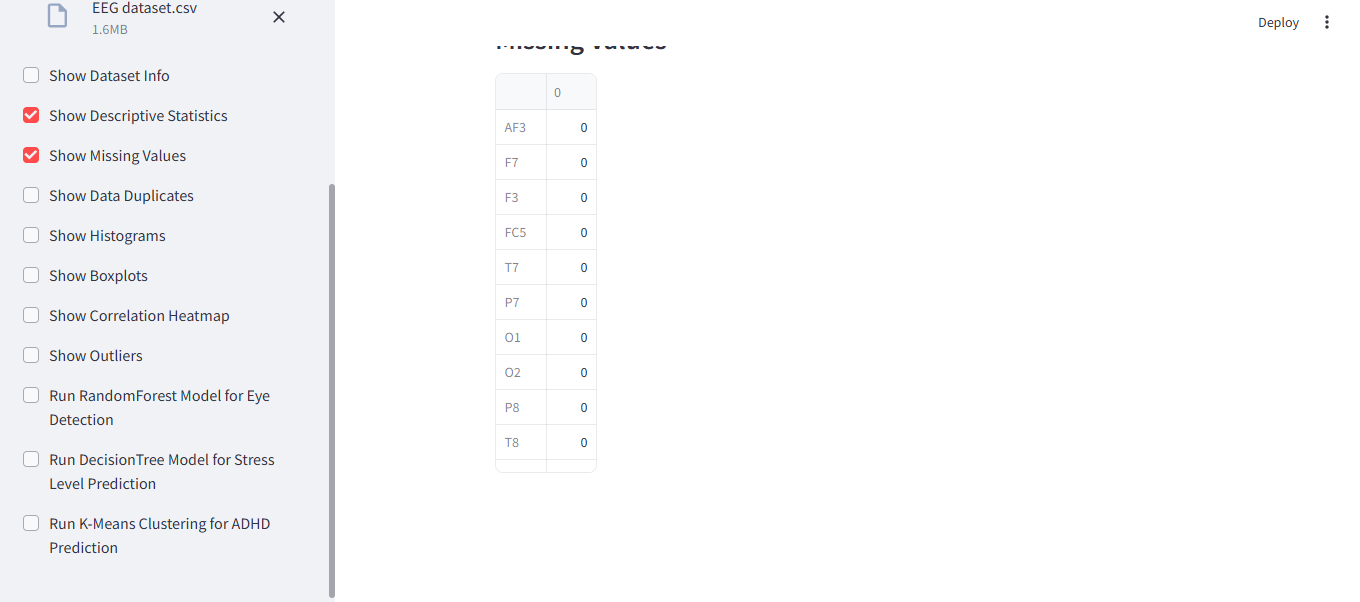 EEG dataset.csv
1.6MB
Show Dataset Info
Show Descriptive Statistics
Show Missing Values
Show Data Duplicates
Show Histograms
Show Boxplots
Show Correlation Heatmap
Show Outliers
Run RandomForest Model for Eye
Detection
Run DecisionTree Model for Stress
Level Prediction
Run K-Means Clustering for ADHD
Prediction
Deploy
Missing Values
0
AF3 0
F7 0
F3 0
FC5 0
T7 0
P7 0
O1 0
O2 0
P8 0
T8 0